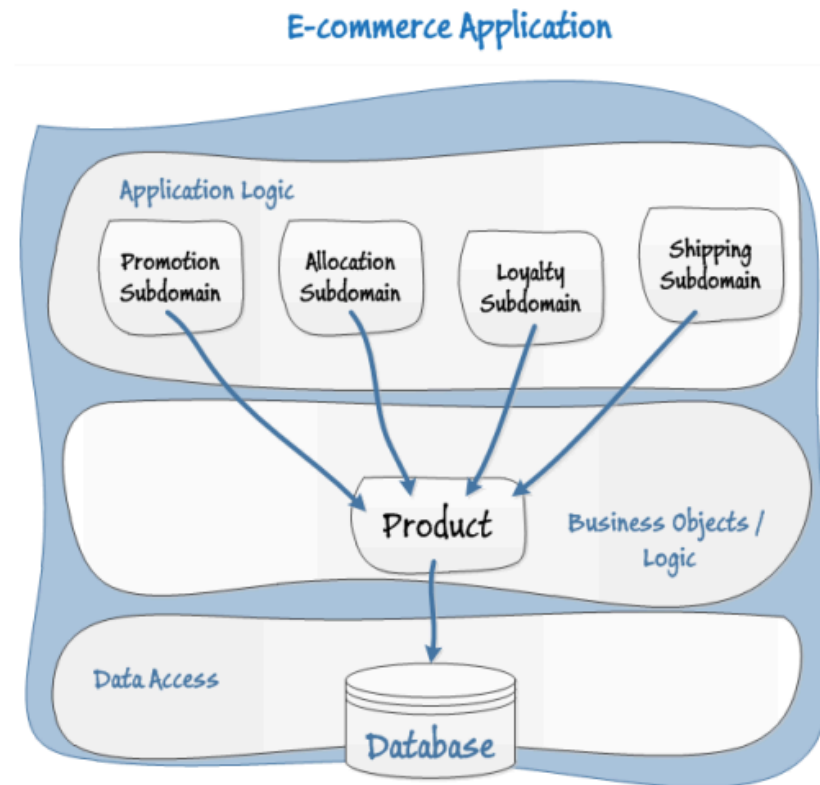 E-commerce Application
Application Logic
Promotion
Subdomain
Allocation
Subdomain
Loyalty
Subdomain
Shipping
Subdomain
Product
Business Objects /
Logic
Data Access
Database